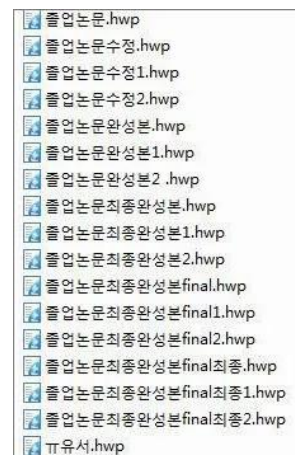 졸업논문.hwp
졸업논문수정.hwp
졸업논문수정1.hwp
졸업논문수정2.hwp
졸업논문완성본.hwp
졸업논문완성본1.hwp
졸업논문완성본2 .hwp
졸업논문최종완성본.hwp
졸업논문최종완성본1.hwp
졸업논문최종완성본2.hwp
졸업논문최종완성본final.hwp
졸업논문최종완성본final1.hwp
졸업논문최종완성본final2.hwp
졸업논문최종완성본final최종.hwp
졸업논문최종완성본final최종1.hwp
졸업논문최종완성본final최종2.hwp
ㅠ유서.hwp